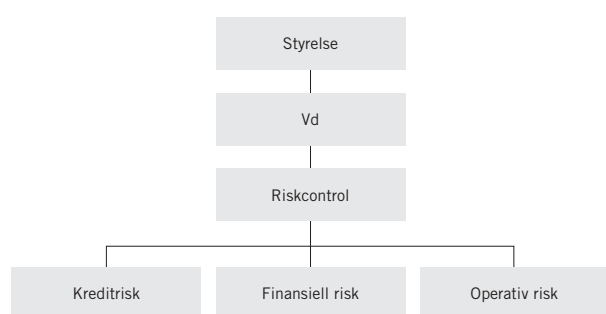 Styrelse
Vd
Riskcontrol
Kreditrisk
Finansiell risk
Operativ risk